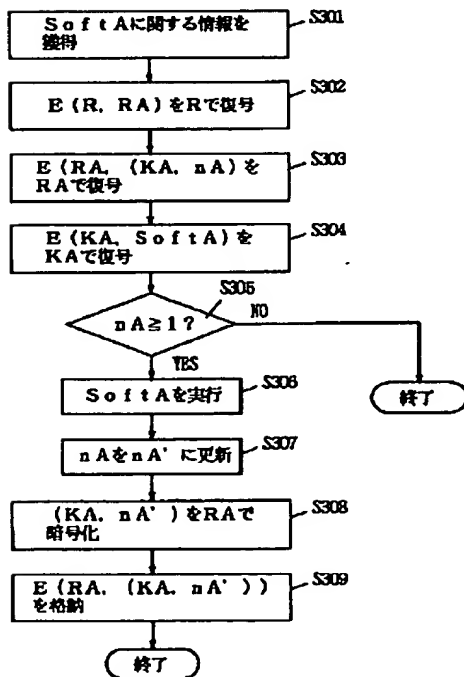 SoftAに関する情報を
獲得
S301
E(R, RA)をRで復号
S302
E(RA, (KA, nA)を
RAで復号
S303
E(KA, SoftA)を
KAで復号
S304
S305
nA≧1?
NO
YES
SoftAを実行
S306
終了
nAをnA'に更新
S307
(KA, nA')をRAで
暗号化
S308
E(RA, (KA, nA'))
を格納
S309
終了